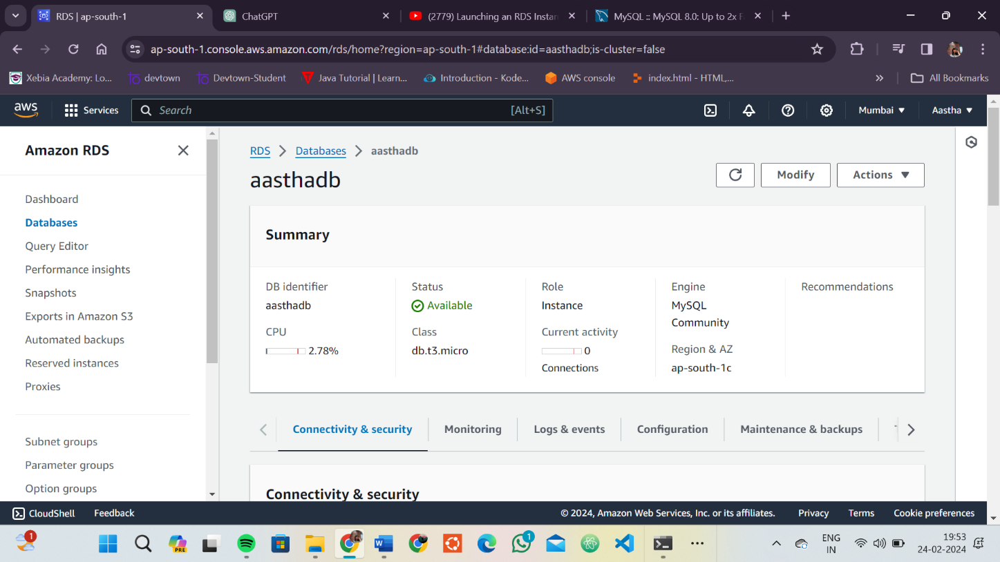 RDS | ap-south-1
ChatGPT
(2779) Launching an RDS Instan
MySQL :: MySQL 8.0: Up to 2x F
ap-south-1.console.aws.amazon.com/rds/home?region=ap-south-1#database:id=aasthadb;is-cluster=false
Xebia Academy: Lo...
devtown
Devtown-Student
Java Tutorial | Learn...
Introduction - Kode...
AWS console
index.html - HTML,...
All Bookmarks
aws
Services
Search
[Alt+S]
Mumbai
Aastha
Amazon RDS
Dashboard
Databases
Query Editor
Performance insights
Snapshots
Exports in Amazon S3
Automated backups
Reserved instances
Proxies
Subnet groups
Parameter groups
Option groups
RDS
Databases
aasthadb
aasthadb
Modify
Actions
Summary
DB identifier
aasthadb
CPU
2.78%
Status
Available
Class
db.t3.micro
Role
Instance
Current activity
0
Connections
Engine
MySQL
Community
Region & AZ
ap-south-1c
Recommendations
Connectivity & security
Monitoring
Logs & events
Configuration
Maintenance & backups
Connectivity & security
CloudShell
Feedback
© 2024, Amazon Web Services, Inc. or its affiliates.
Privacy
Terms
Cookie preferences
1
PRE
W
1
ENG
IN
19:53
24-02-2024